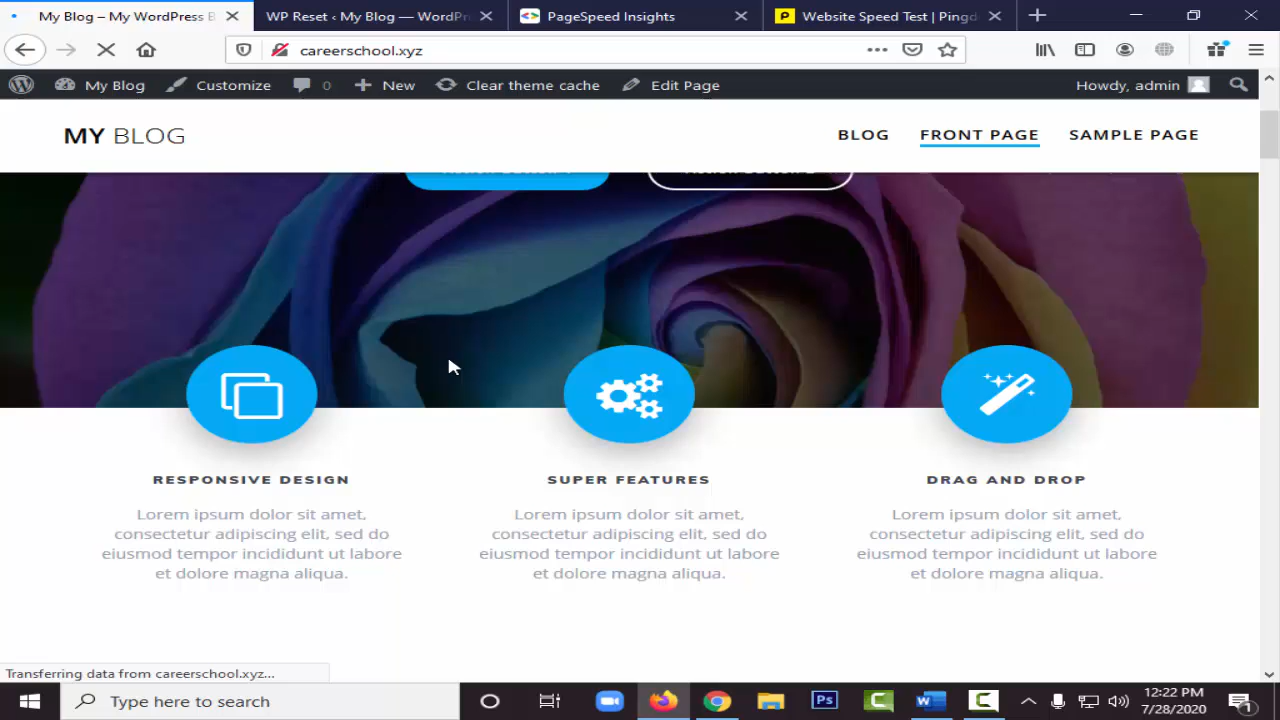 My Blog – My WordPress B
WP Reset ‹ My Blog — WordPr
PageSpeed Insights
Website Speed Test | Pingd
careerschool.xyz
My Blog
Customize
0
New
Clear theme cache
Edit Page
Howdy, admin
MY BLOG
BLOG
FRONT PAGE
SAMPLE PAGE
RESPONSIVE DESIGN
Lorem ipsum dolor sit amet,
consectetur adipiscing elit, sed do
eiusmod tempor incididunt ut labore
et dolore magna aliqua.
SUPER FEATURES
Lorem ipsum dolor sit amet,
consectetur adipiscing elit, sed do
eiusmod tempor incididunt ut labore
et dolore magna aliqua.
DRAG AND DROP
Lorem ipsum dolor sit amet,
consectetur adipiscing elit, sed do
eiusmod tempor incididunt ut labore
et dolore magna aliqua.
Transferring data from careerschool.xyz...
Type here to search
Ps
12:22 PM
7/28/2020
1